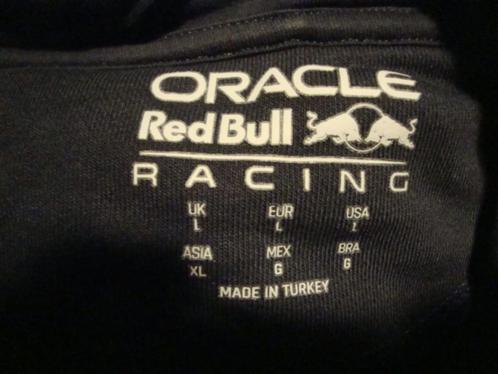 ORACLE
Red Bull
RACING
UK EUR USA
L L L
ASIA MEX BRA
XL G G
MADE IN TURKEY